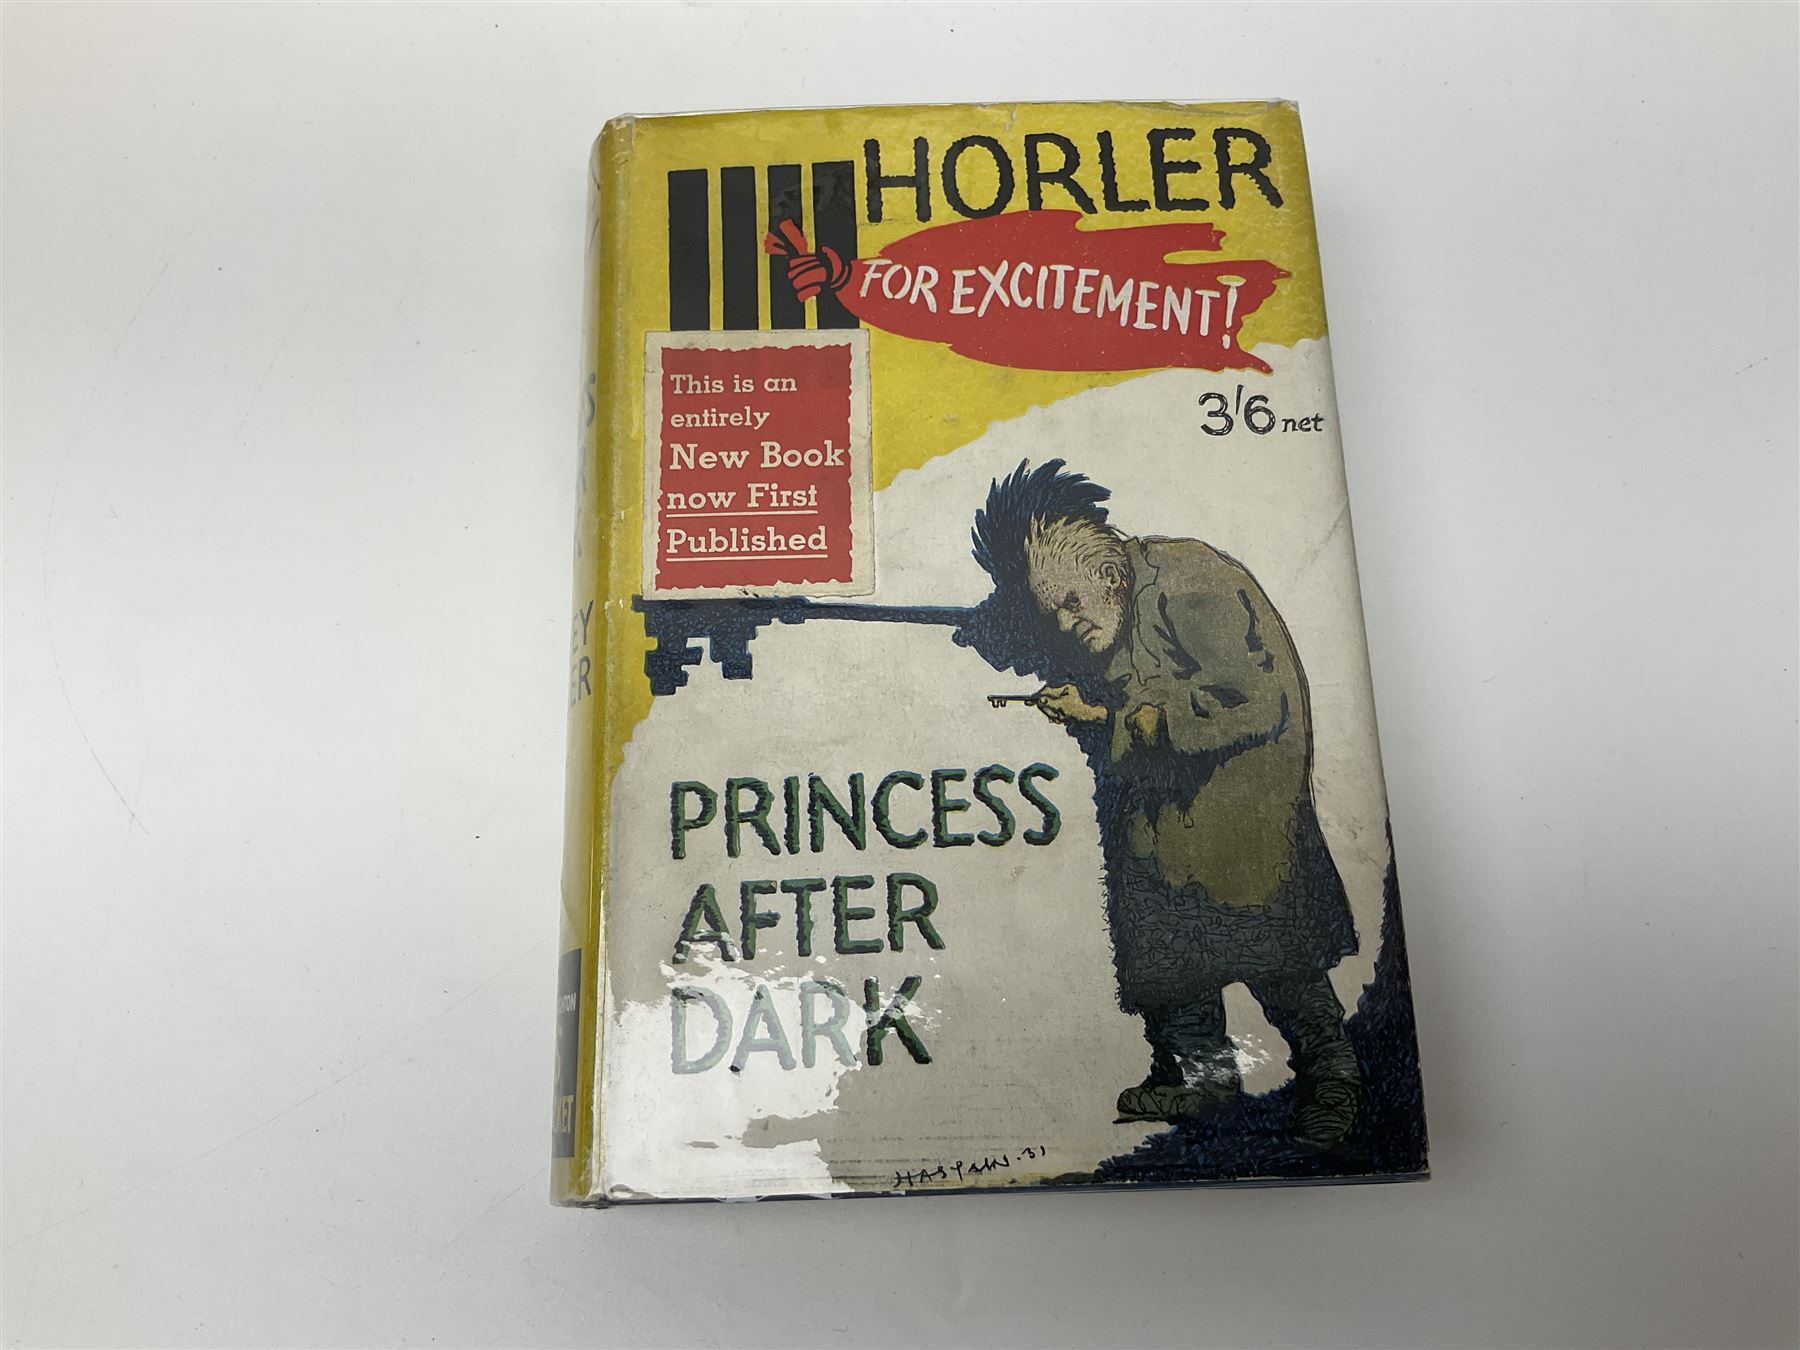 HORLER
FOR EXCITEMENT!
This is an
entirely
New Book
now First
Published
3'6 net
PRINCESS
AFTER
DARK